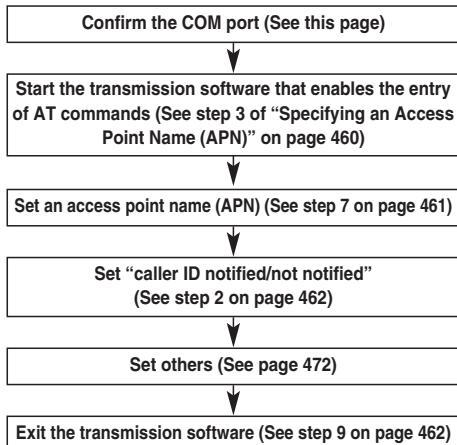 Confirm the COM port (See this page)
Start the transmission software that enables the entry
of AT commands (See step 3 of “Specifying an Access
Point Name (APN)” on page 460)
Set an access point name (APN) (See step 7 on page 461)
Set “caller ID notified/not notified”
(See step 2 on page 462)
Set others (See page 472)
Exit the transmission software (See step 9 on page 462)